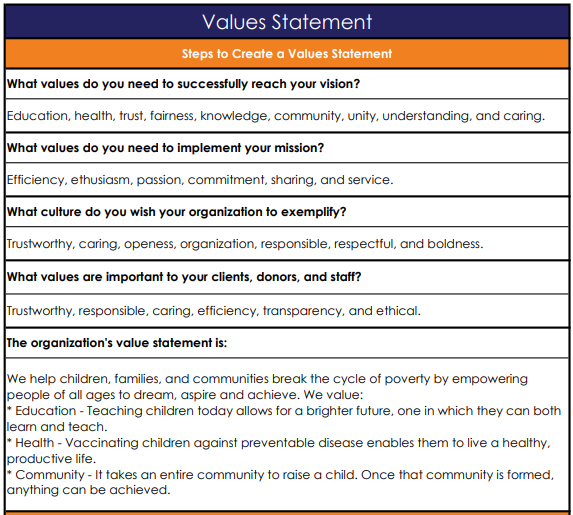 Values Statement
Steps to Create a Values Statement
What values do you need to successfully reach your vision?
Education, health, trust, fairness, knowledge, community, unity, understanding, and caring.
What values do you need to implement your mission?
Efficiency, ethusiasm, passion, commitment, sharing, and service.
What culture do you wish your organization to exemplify?
Trustworthy, caring, openess, organization, responsible, respectful, and boldness.
What values are important to your clients, donors, and staff?
Trustworthy, responsible, caring, efficiency, transparency, and ethical.
The organization's value statement is:
We help children, families, and communities break the cycle of poverty by empowering
people of all ages to dream, aspire and achieve. We value:
* Education - Teaching children today allows for a brighter future, one in which they can both
learn and teach.
* Health - Vaccinating children against preventable disease enables them to live a healthy,
productive life.
* Community - It takes an entire community to raise a child. Once that community is formed,
anything can be achieved.